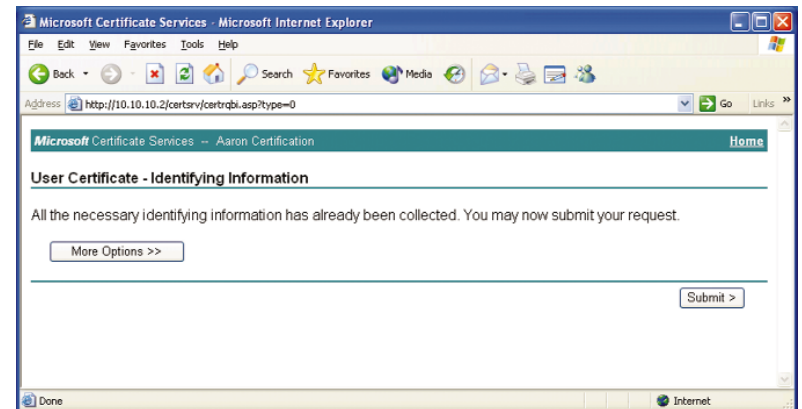 Microsoft Certificate Services - Microsoft Internet Explorer
File Edit View Favorites Tools Help
Back Search Favorites Media
Address http://10.10.10.2/certsrv/certrqbi.asp?type=0 Go Links »
Microsoft Certificate Services -- Aaron Certification Home
User Certificate - Identifying Information
All the necessary identifying information has already been collected. You may now submit your request.
More Options >>
Submit >
Done Internet